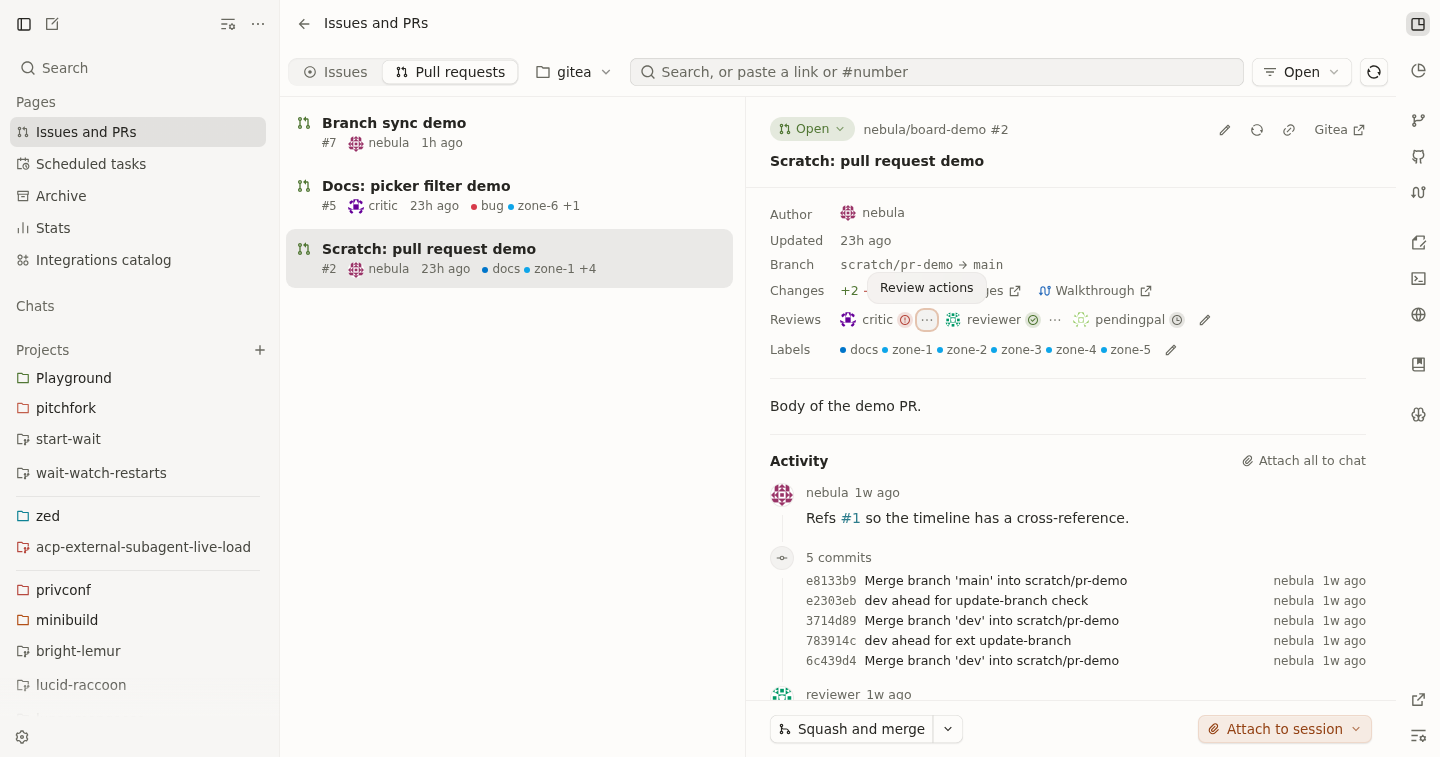 Search
Pages
Issues and PRs
Scheduled tasks
Archive
Stats
Integrations catalog
Chats
Projects
Playground
pitchfork
start-wait
wait-watch-restarts
zed
acp-external-subagent-live-load
privconf
minibuild
bright-lemur
lucid-raccoon
Issues and PRs
Issues
Pull requests
gitea
Search, or paste a link or #number
Open
Branch sync demo
#7 nebula 1h ago
Docs: picker filter demo
#5 critic 23h ago bug zone-6 +1
Scratch: pull request demo
#2 nebula 23h ago docs zone-1 +4
Open nebula/board-demo #2 Gitea
Scratch: pull request demo
Author nebula
Updated 23h ago
Branch scratch/pr-demo → main
Changes +2 Walkthrough
Review actions
Reviews critic reviewer pendingpal
Labels docs zone-1 zone-2 zone-3 zone-4 zone-5
Body of the demo PR.
Activity Attach all to chat
nebula 1w ago
Refs #1 so the timeline has a cross-reference.
5 commits
e8133b9 Merge branch 'main' into scratch/pr-demo nebula 1w ago
e2303eb dev ahead for update-branch check nebula 1w ago
3714d89 Merge branch 'dev' into scratch/pr-demo nebula 1w ago
783914c dev ahead for ext update-branch nebula 1w ago
6c439d4 Merge branch 'dev' into scratch/pr-demo nebula 1w ago
reviewer 1w ago
Squash and merge
Attach to session